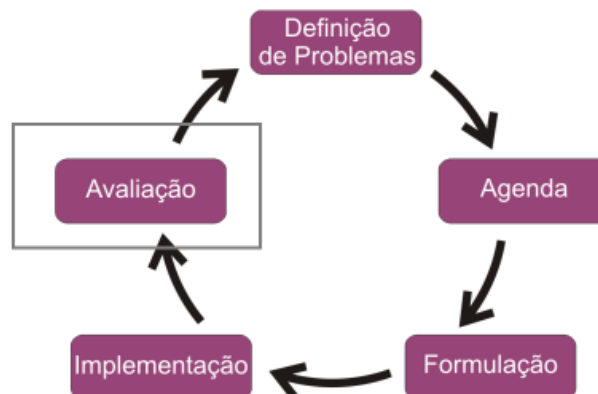 Definição
de Problemas
Avaliação
Agenda
Implementação
Formulação